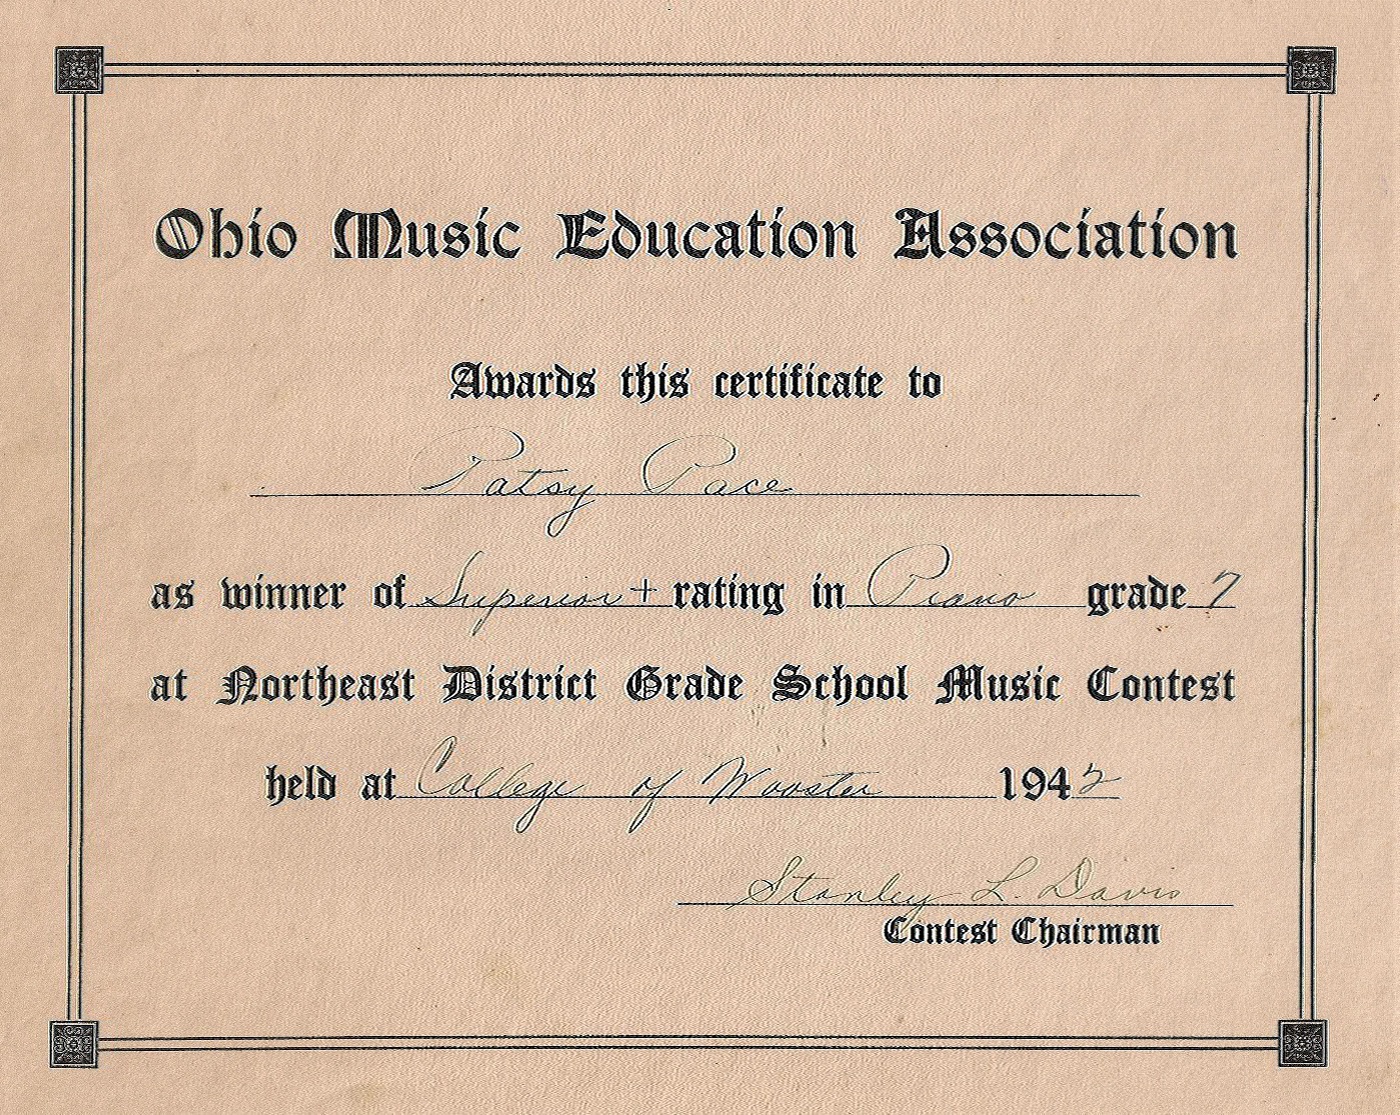 Ohio Music Education Association
Awards this certificate to
Patsy Pace
as winner of Superior + rating in Piano grade 7
at Northeast District Grade School Music Contest
held at College of Wooster 1942
Stanley L. Davis
Contest Chairman